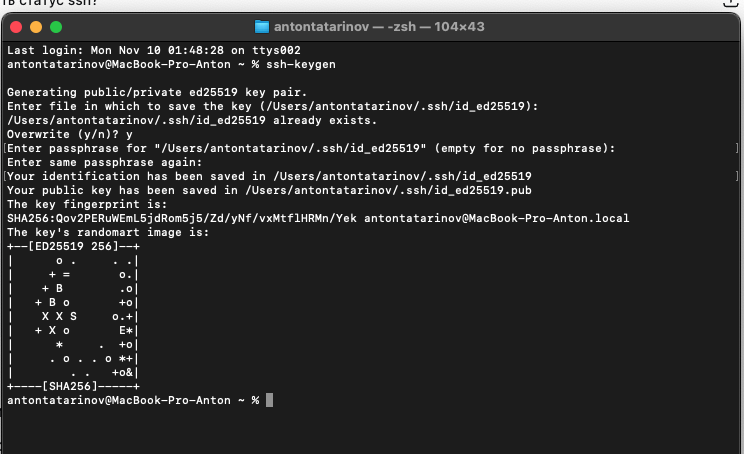 ть статус ssh?
antontatarinov — -zsh — 104×43
Last login: Mon Nov 10 01:48:28 on ttys002
antontatarinov@MacBook-Pro-Anton ~ % ssh-keygen
Generating public/private ed25519 key pair.
Enter file in which to save the key (/Users/antontatarinov/.ssh/id_ed25519):
/Users/antontatarinov/.ssh/id_ed25519 already exists.
Overwrite (y/n)? y
[Enter passphrase for "/Users/antontatarinov/.ssh/id_ed25519" (empty for no passphrase): ]
Enter same passphrase again:
[Your identification has been saved in /Users/antontatarinov/.ssh/id_ed25519 ]
Your public key has been saved in /Users/antontatarinov/.ssh/id_ed25519.pub
The key fingerprint is:
SHA256:Qov2PERuWEmL5jdRom5j5/Zd/yNf/vxMtflHRMn/Yek antontatarinov@MacBook-Pro-Anton.local
The key's randomart image is:
+--[ED25519 256]--+
|      o .     . .|
|     + =       o.|
|    + B        .o|
|   + B o       +o|
|    X X S     o.+|
|   + X o       E*|
|      *     .  +o|
|     . o . . o *+|
|        . .   +o&|
+----[SHA256]-----+
antontatarinov@MacBook-Pro-Anton ~ %